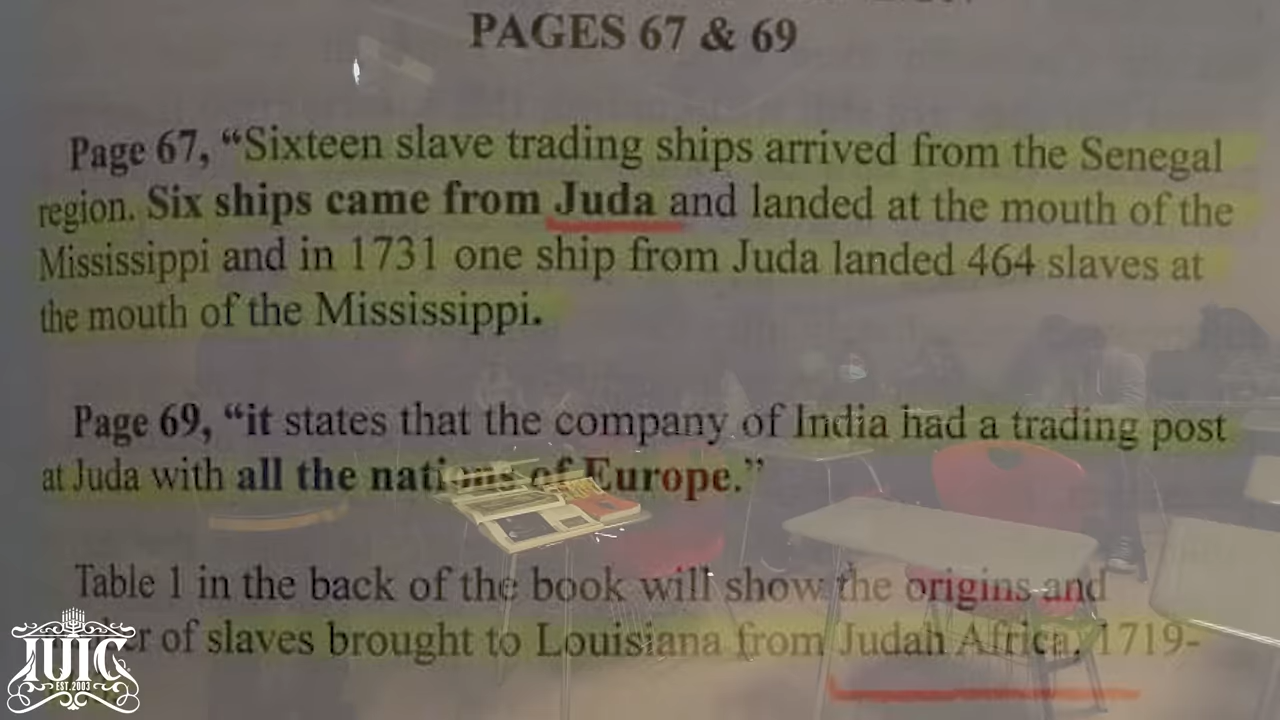 PAGES 67 & 69
Page 67, “Sixteen slave trading ships arrived from the Senegal
region. Six ships came from Juda and landed at the mouth of the
Mississippi and in 1731 one ship from Juda landed 464 slaves at
the mouth of the Mississippi.
Page 69, “it states that the company of India had a trading post
at Juda with all the nations of Europe.”
Table 1 in the back of the book will show the origins and
of slaves brought to Louisiana from Judah Africa, 1719-
IUIC
EST. 2003